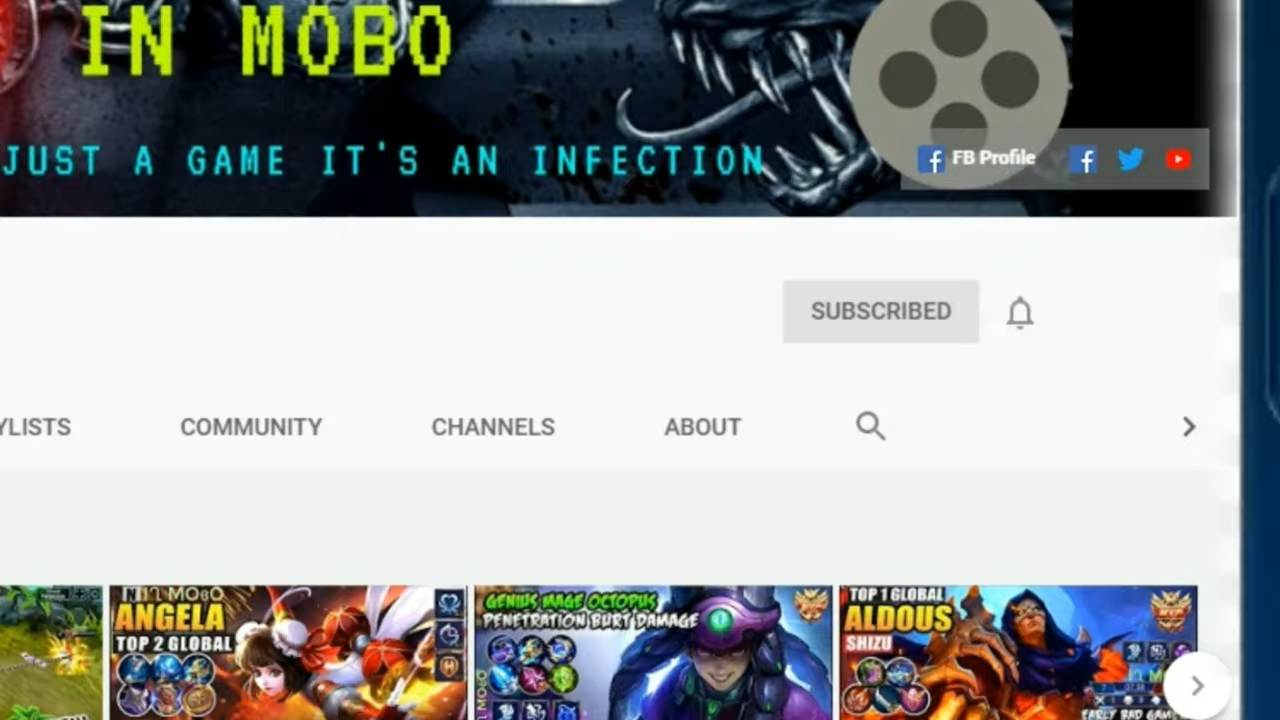 IN MOBO
JUST A GAME IT'S AN INFECTION
FB Profile
SUBSCRIBED
YLISTS
COMMUNITY
CHANNELS
ABOUT
ANGELA
TOP 2 GLOBAL
GENIUS MAGE OCTOPUS
PENETRATION BURT DAMAGE
TOP 1 GLOBAL
ALDOUS
SHIZU